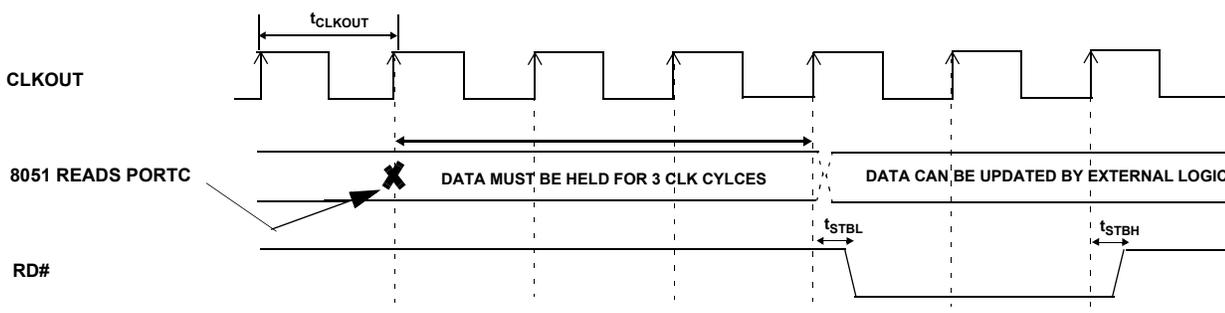 tCLKOUT
CLKOUT
8051 READS PORTC
DATA MUST BE HELD FOR 3 CLK CYLCES
DATA CAN BE UPDATED BY EXTERNAL LOGIC
tSTBL
tSTBH
RD#